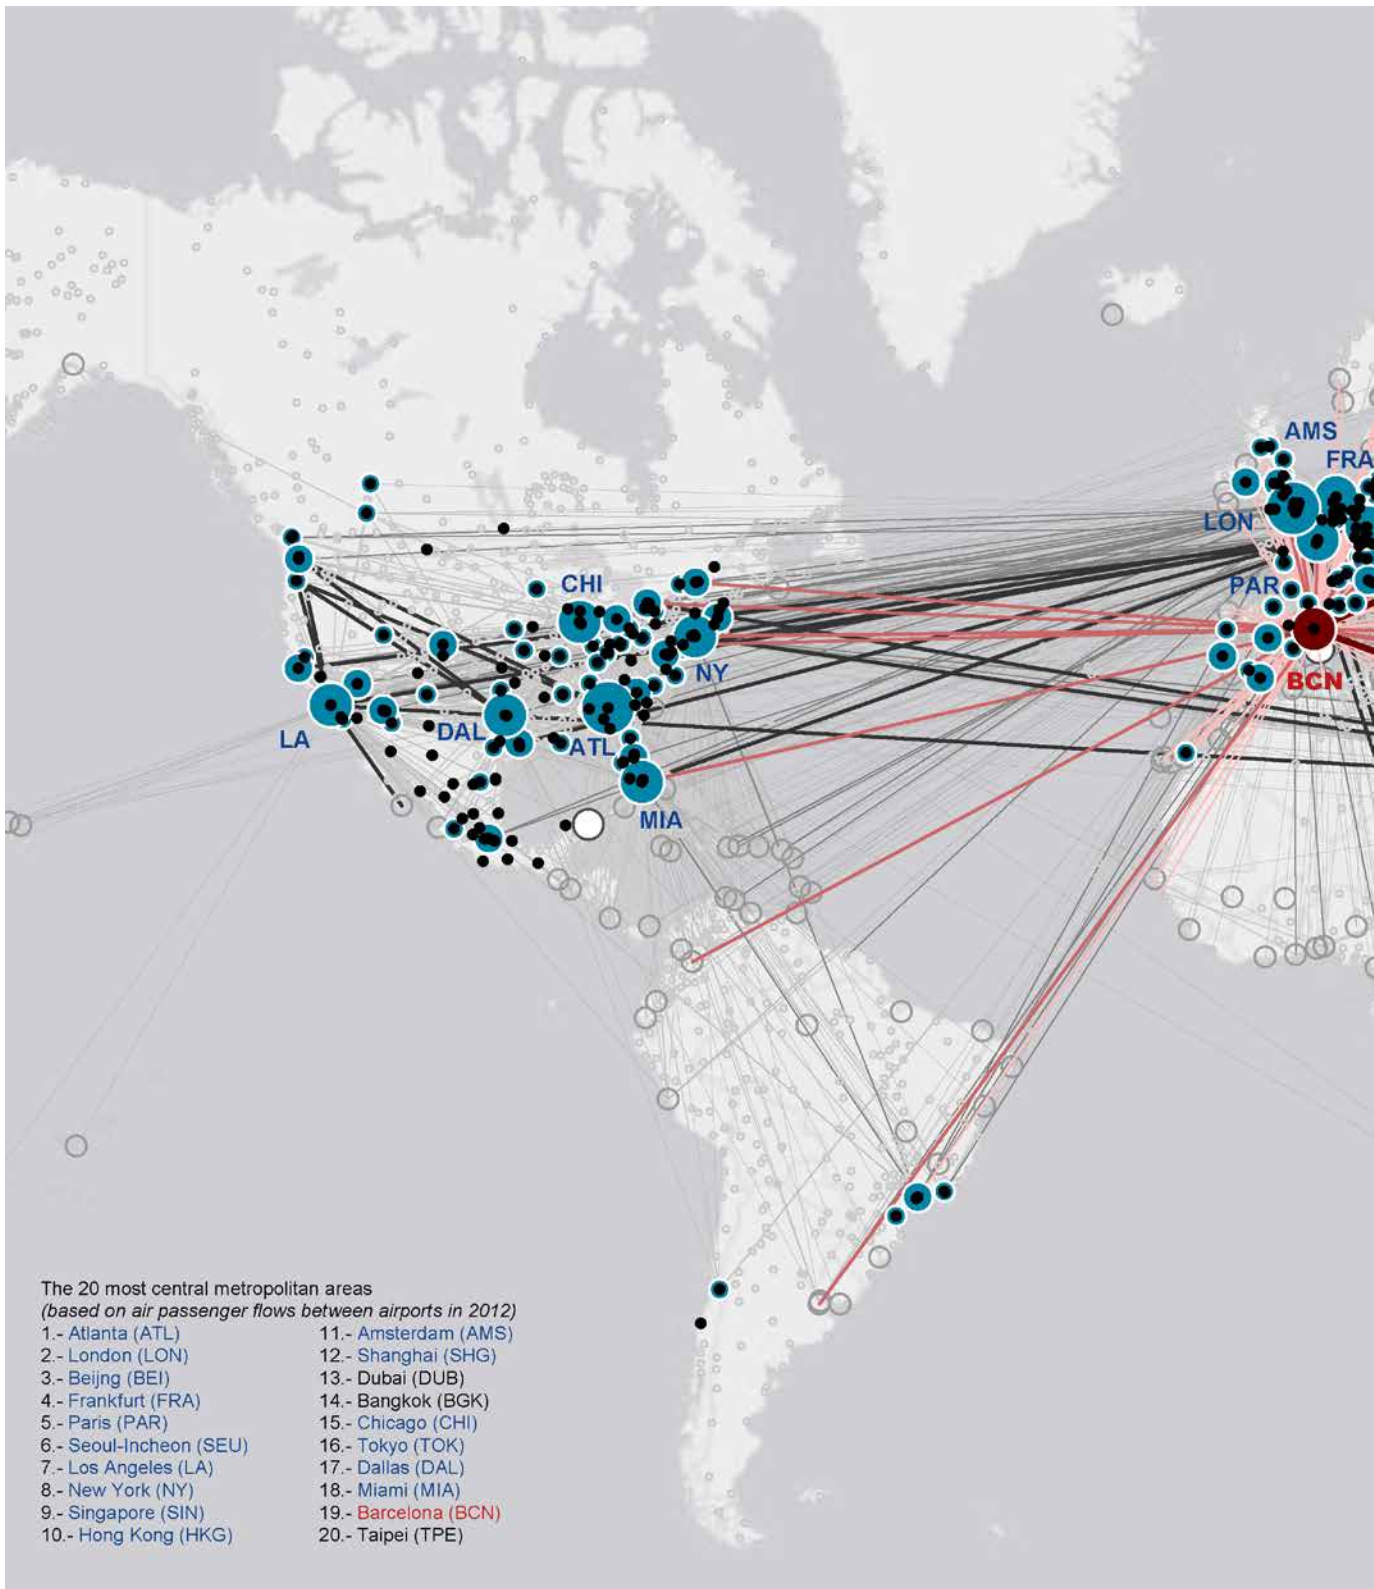 AMS
FRA
LON
CHI
PAR
NY
BCN
LA
DAL
ATL
MIA
The 20 most central metropolitan areas
(based on air passenger flows between airports in 2012)
1.- Atlanta (ATL)
2.- London (LON)
3.- Beijng (BEI)
4.- Frankfurt (FRA)
5.- Paris (PAR)
6.- Seoul-Incheon (SEU)
7.- Los Angeles (LA)
8.- New York (NY)
9.- Singapore (SIN)
10.- Hong Kong (HKG)
11.- Amsterdam (AMS)
12.- Shanghai (SHG)
13.- Dubai (DUB)
14.- Bangkok (BGK)
15.- Chicago (CHI)
16.- Tokyo (TOK)
17.- Dallas (DAL)
18.- Miami (MIA)
19.- Barcelona (BCN)
20.- Taipei (TPE)